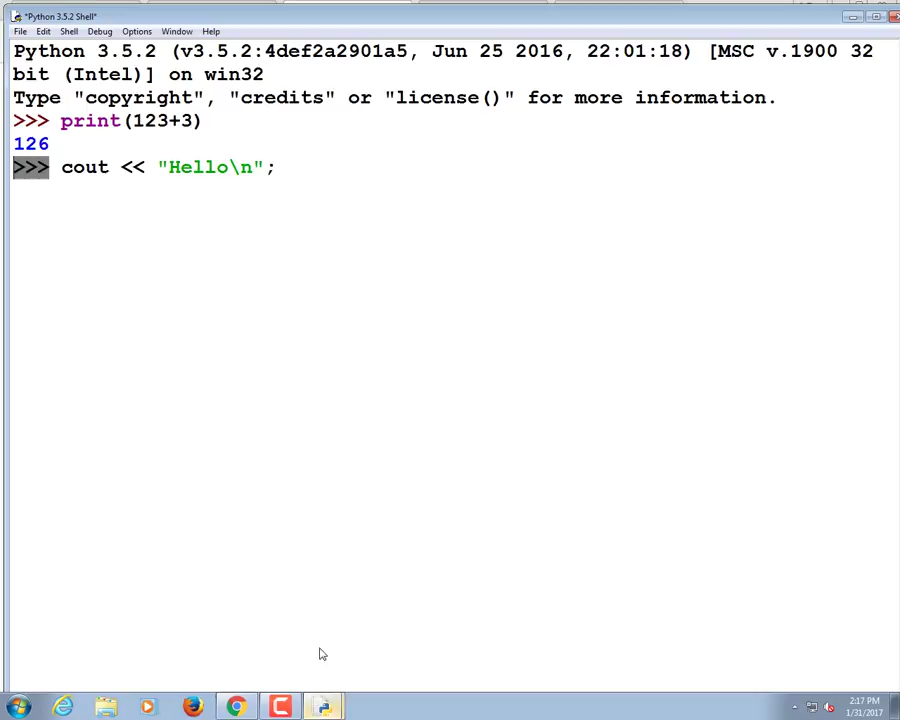 *Python 3.5.2 Shell*
File Edit Shell Debug Options Window Help
Python 3.5.2 (v3.5.2:4def2a2901a5, Jun 25 2016, 22:01:18) [MSC v.1900 32
bit (Intel)] on win32
Type "copyright", "credits" or "license()" for more information.
>>> print(123+3)
126
>>> cout << "Hello\n";
2:17 PM
1/31/2017